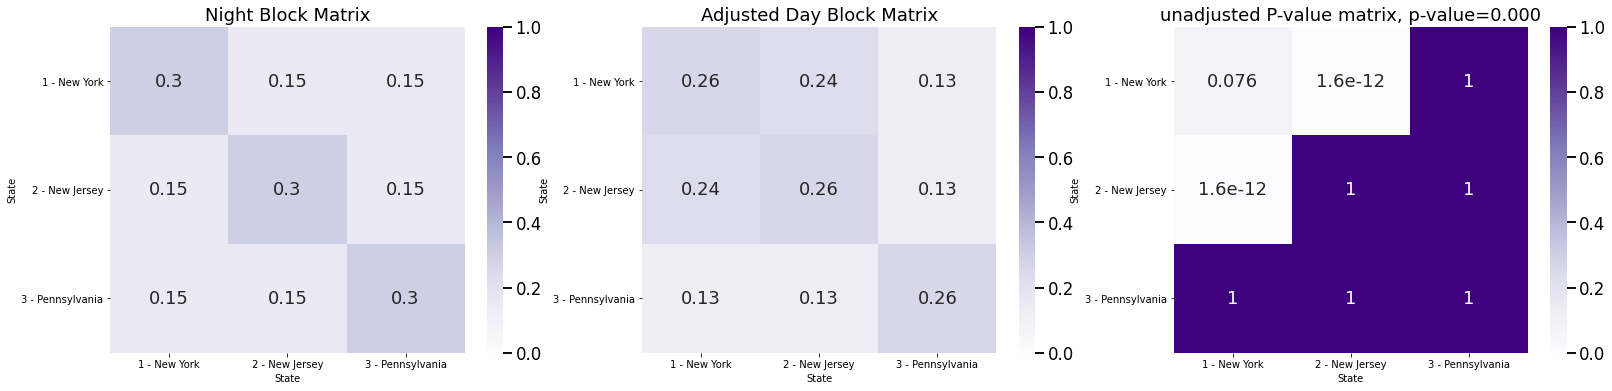 Night Block Matrix
1 - New York
0.3
0.15
0.15
2 - New Jersey
0.15
0.3
0.15
3 - Pennsylvania
0.15
0.15
0.3
1 - New York
2 - New Jersey
3 - Pennsylvania
State
State
1.0
0.8
0.6
0.4
0.2
0.0
Adjusted Day Block Matrix
1 - New York
0.26
0.24
0.13
2 - New Jersey
0.24
0.26
0.13
3 - Pennsylvania
0.13
0.13
0.26
1 - New York
2 - New Jersey
3 - Pennsylvania
State
State
1.0
0.8
0.6
0.4
0.2
0.0
unadjusted P-value matrix, p-value=0.000
1 - New York
0.076
1.6e-12
1
2 - New Jersey
1.6e-12
1
1
3 - Pennsylvania
1
1
1
1 - New York
2 - New Jersey
3 - Pennsylvania
State
State
1.0
0.8
0.6
0.4
0.2
0.0